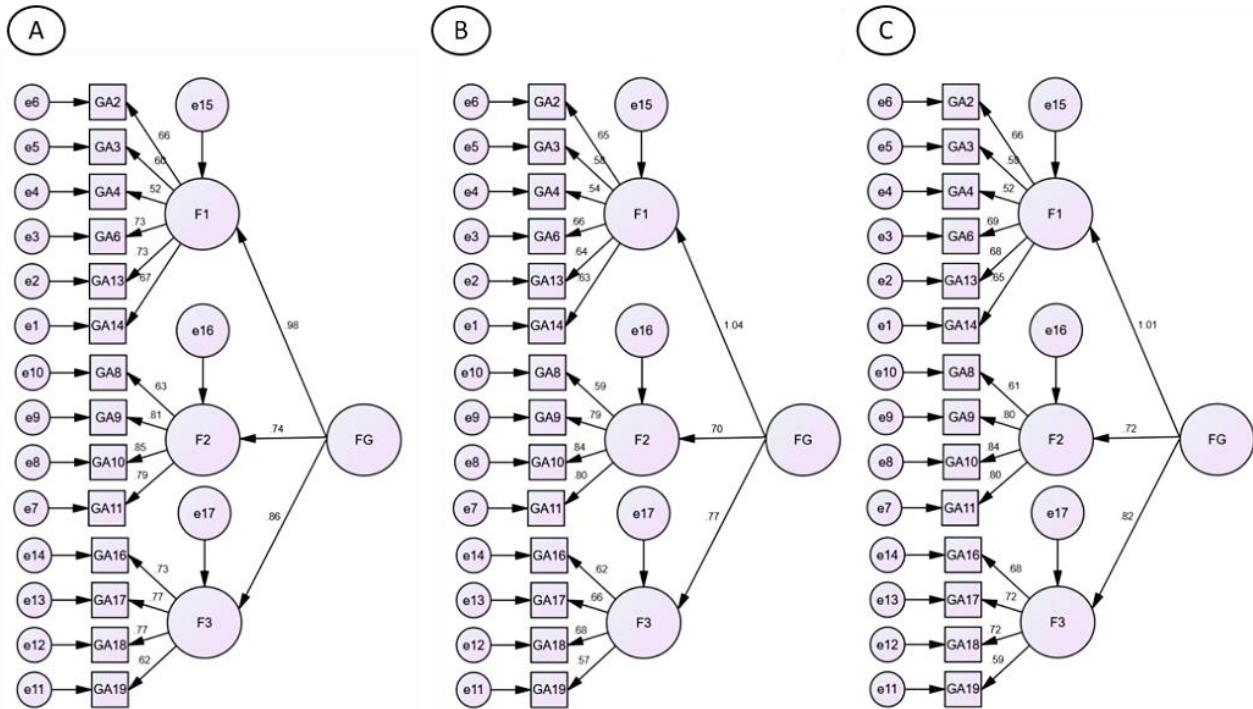 A
e6
GA2
e15
.66
e5
GA3
.60
e4
GA4
.52
F1
e3
GA6
.73
e2
GA13
.73
.67
e1
GA14
e16
.98
e10
GA8
.63
e9
GA9
.81
F2
.74
FG
e8
GA10
.85
e7
GA11
.79
e17
.86
e14
GA16
.73
e13
GA17
.77
F3
e12
GA18
.77
e11
GA19
.62
B
e6
GA2
e15
.65
e5
GA3
.58
e4
GA4
.54
F1
e3
GA6
.66
e2
GA13
.64
.63
e1
GA14
e16
1.04
e10
GA8
.59
e9
GA9
.79
F2
.70
FG
e8
GA10
.84
e7
GA11
.80
e17
.77
e14
GA16
.62
e13
GA17
.66
F3
e12
GA18
.68
e11
GA19
.57
C
e6
GA2
e15
.66
e5
GA3
e4
GA4
.52
F1
e3
GA6
.69
e2
GA13
.68
.65
e1
GA14
e16
1.01
e10
GA8
.61
e9
GA9
.80
F2
.72
FG
e8
GA10
.84
e7
GA11
.80
e17
.82
e14
GA16
.68
e13
GA17
.72
F3
e12
GA18
.72
e11
GA19
.59